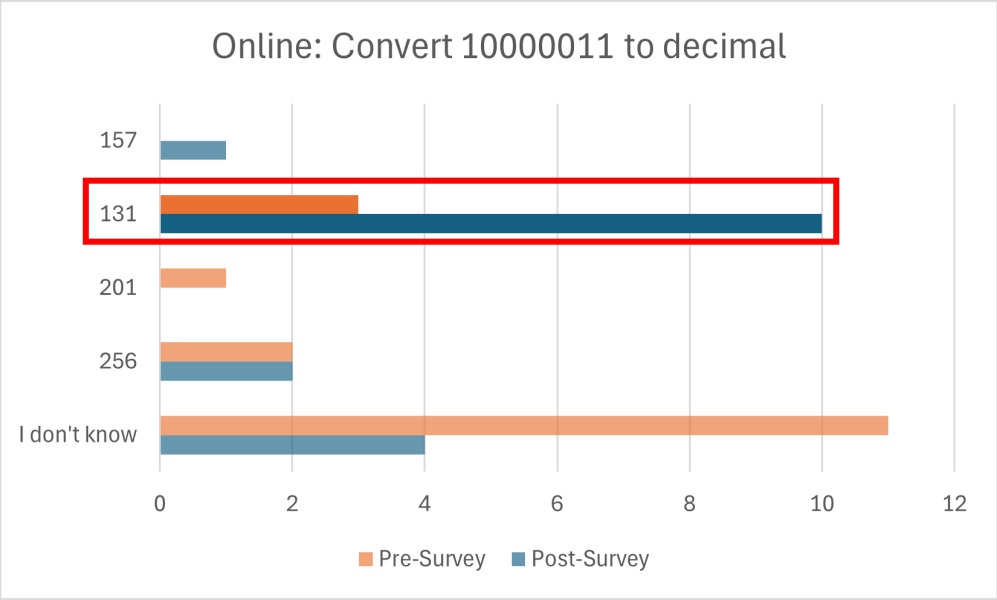 Online: Convert 10000011 to decimal
157
131
201
256
I don't know
0 2 4 6 8 10 12
Pre-Survey Post-Survey